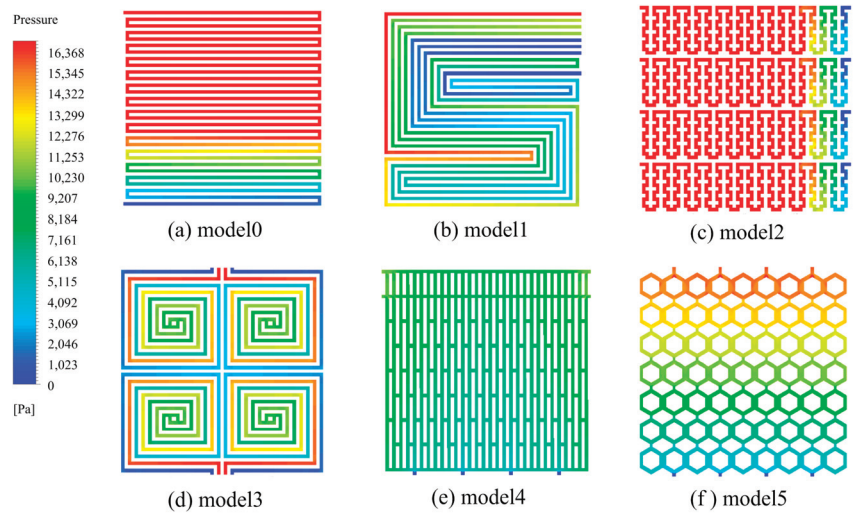 Pressure
16,368
15,345
14,322
13,299
12,276
11,253
10,230
9,207
8,184
7,161
6,138
5,115
4,092
3,069
2,046
1,023
0
[Pa]
(a) model0
(b) model1
(c) model2
(d) model3
(e) model4
(f) model5